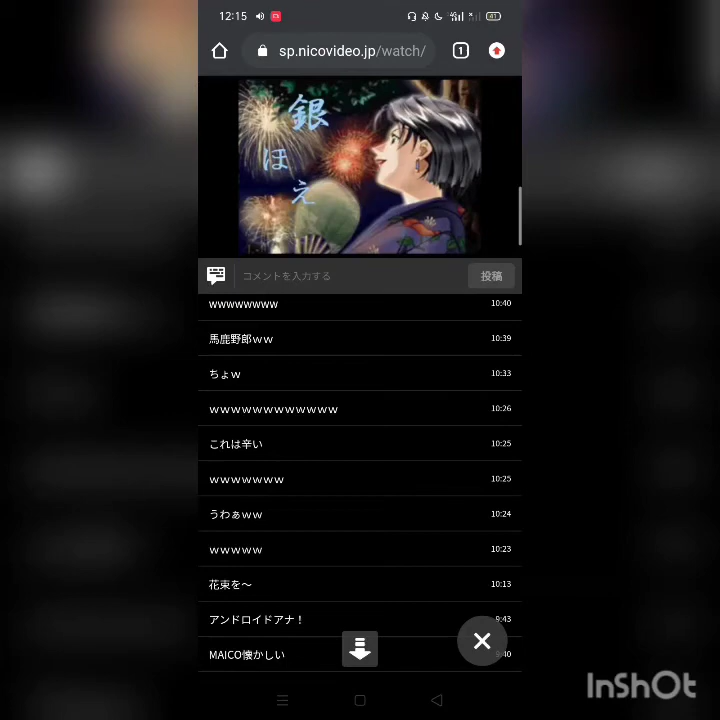 12:15
41
sp.nicovideo.jp/watch/
1
銀
ほ
え
コメントを入力する
投稿
wwwwwwww 10:40
馬鹿野郎ｗｗ 10:39
ちょｗ 10:33
ｗｗｗｗｗｗｗｗｗｗｗｗ 10:26
これは辛い 10:25
ｗｗｗｗｗｗｗ 10:25
うわぁｗｗ 10:24
ｗｗｗｗｗ 10:23
花束を～ 10:13
アンドロイドアナ！ 9:43
MAICO懐かしい 9:40
InShOt